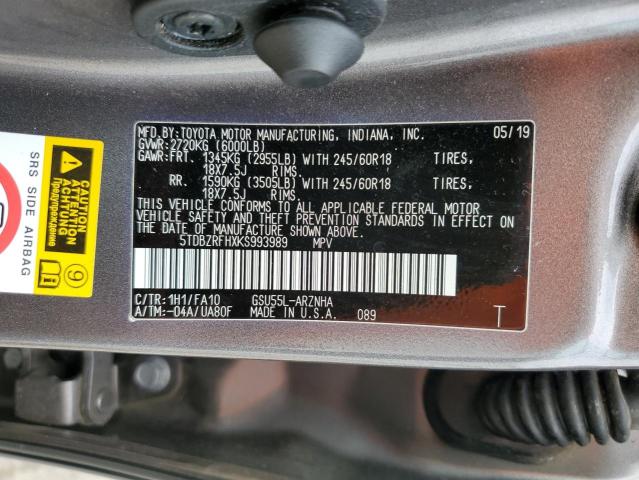 MFD.BY:TOYOTA MOTOR MANUFACTURING, INDIANA, INC. 05/19
GVWR:2720KG (6000LB)
GAWR:FRT. 1345KG (2955LB) WITH 245/60R18 TIRES,
18X7.5J RIMS,
RR. 1590KG (3505LB) WITH 245/60R18 TIRES,
18X7.5J RIMS,
THIS VEHICLE CONFORMS TO ALL APPLICABLE FEDERAL MOTOR
VEHICLE SAFETY AND THEFT PREVENTION STANDARDS IN EFFECT ON
THE DATE OF MANUFACTURE SHOWN ABOVE.
5TDBZRFHXKS993989 MPV
C/TR:1H1/FA10 GSU55L-ARZNHA
A/TM:-04A/UA80F MADE IN U.S.A. 089 T
SRS SIDE AIRBAG
CAUTION
ATTENTION
ACHTUNG
Предупреждение
9